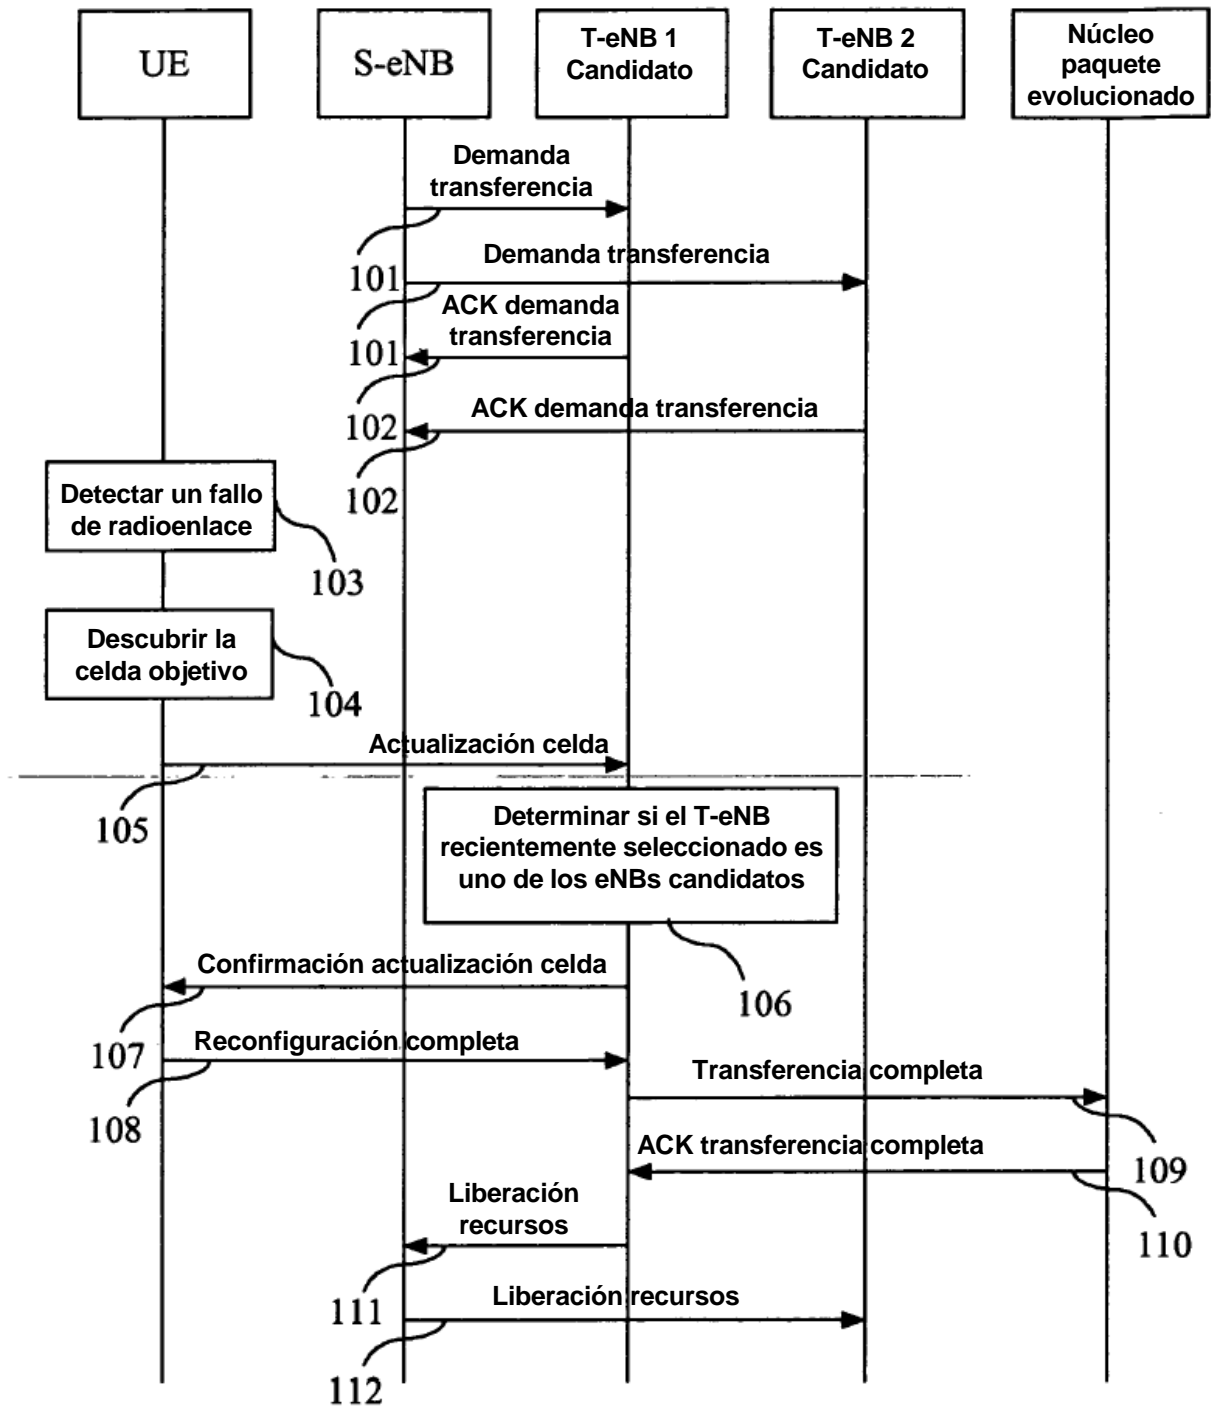 UE
S-eNB
T-eNB 1
Candidato
T-eNB 2
Candidato
Núcleo
paquete
evolucionado
Demanda
transferencia
101
Demanda transferencia
101
ACK demanda
transferencia
102
ACK demanda transferencia
102
Detectar un fallo
de radioenlace
103
Descubrir la
celda objetivo
104
Actualización celda
105
Determinar si el T-eNB
recientemente seleccionado es
uno de los eNBs candidatos
106
Confirmación actualización celda
107
Reconfiguración completa
108
Transferencia completa
109
ACK transferencia completa
110
Liberación
recursos
111
Liberación recursos
112